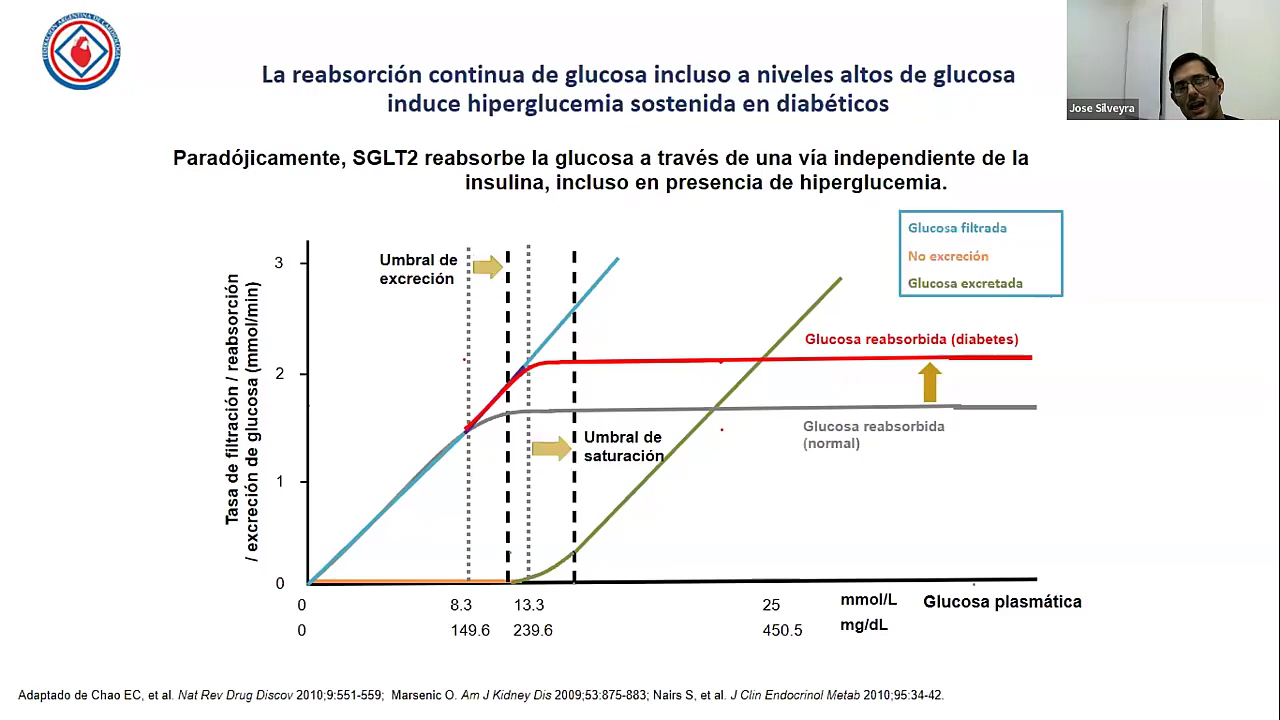 FEDERACIÓN ARGENTINA DE CARDIOLOGÍA
Jose Silveyra
La reabsorción continua de glucosa incluso a niveles altos de glucosa
induce hiperglucemia sostenida en diabéticos
Paradójicamente, SGLT2 reabsorbe la glucosa a través de una vía independiente de la
insulina, incluso en presencia de hiperglucemia.
Glucosa filtrada
No excreción
Glucosa excretada
Umbral de
excreción
Tasa de filtración / reabsorción
/ excreción de glucosa (mmol/min)
3
2
1
0
Glucosa reabsorbida (diabetes)
Glucosa reabsorbida
(normal)
Umbral de
saturación
0 8.3 13.3 25 mmol/L Glucosa plasmática
0 149.6 239.6 450.5 mg/dL
Adaptado de Chao EC, et al. Nat Rev Drug Discov 2010;9:551-559; Marsenic O. Am J Kidney Dis 2009;53:875-883; Nairs S, et al. J Clin Endocrinol Metab 2010;95:34-42.